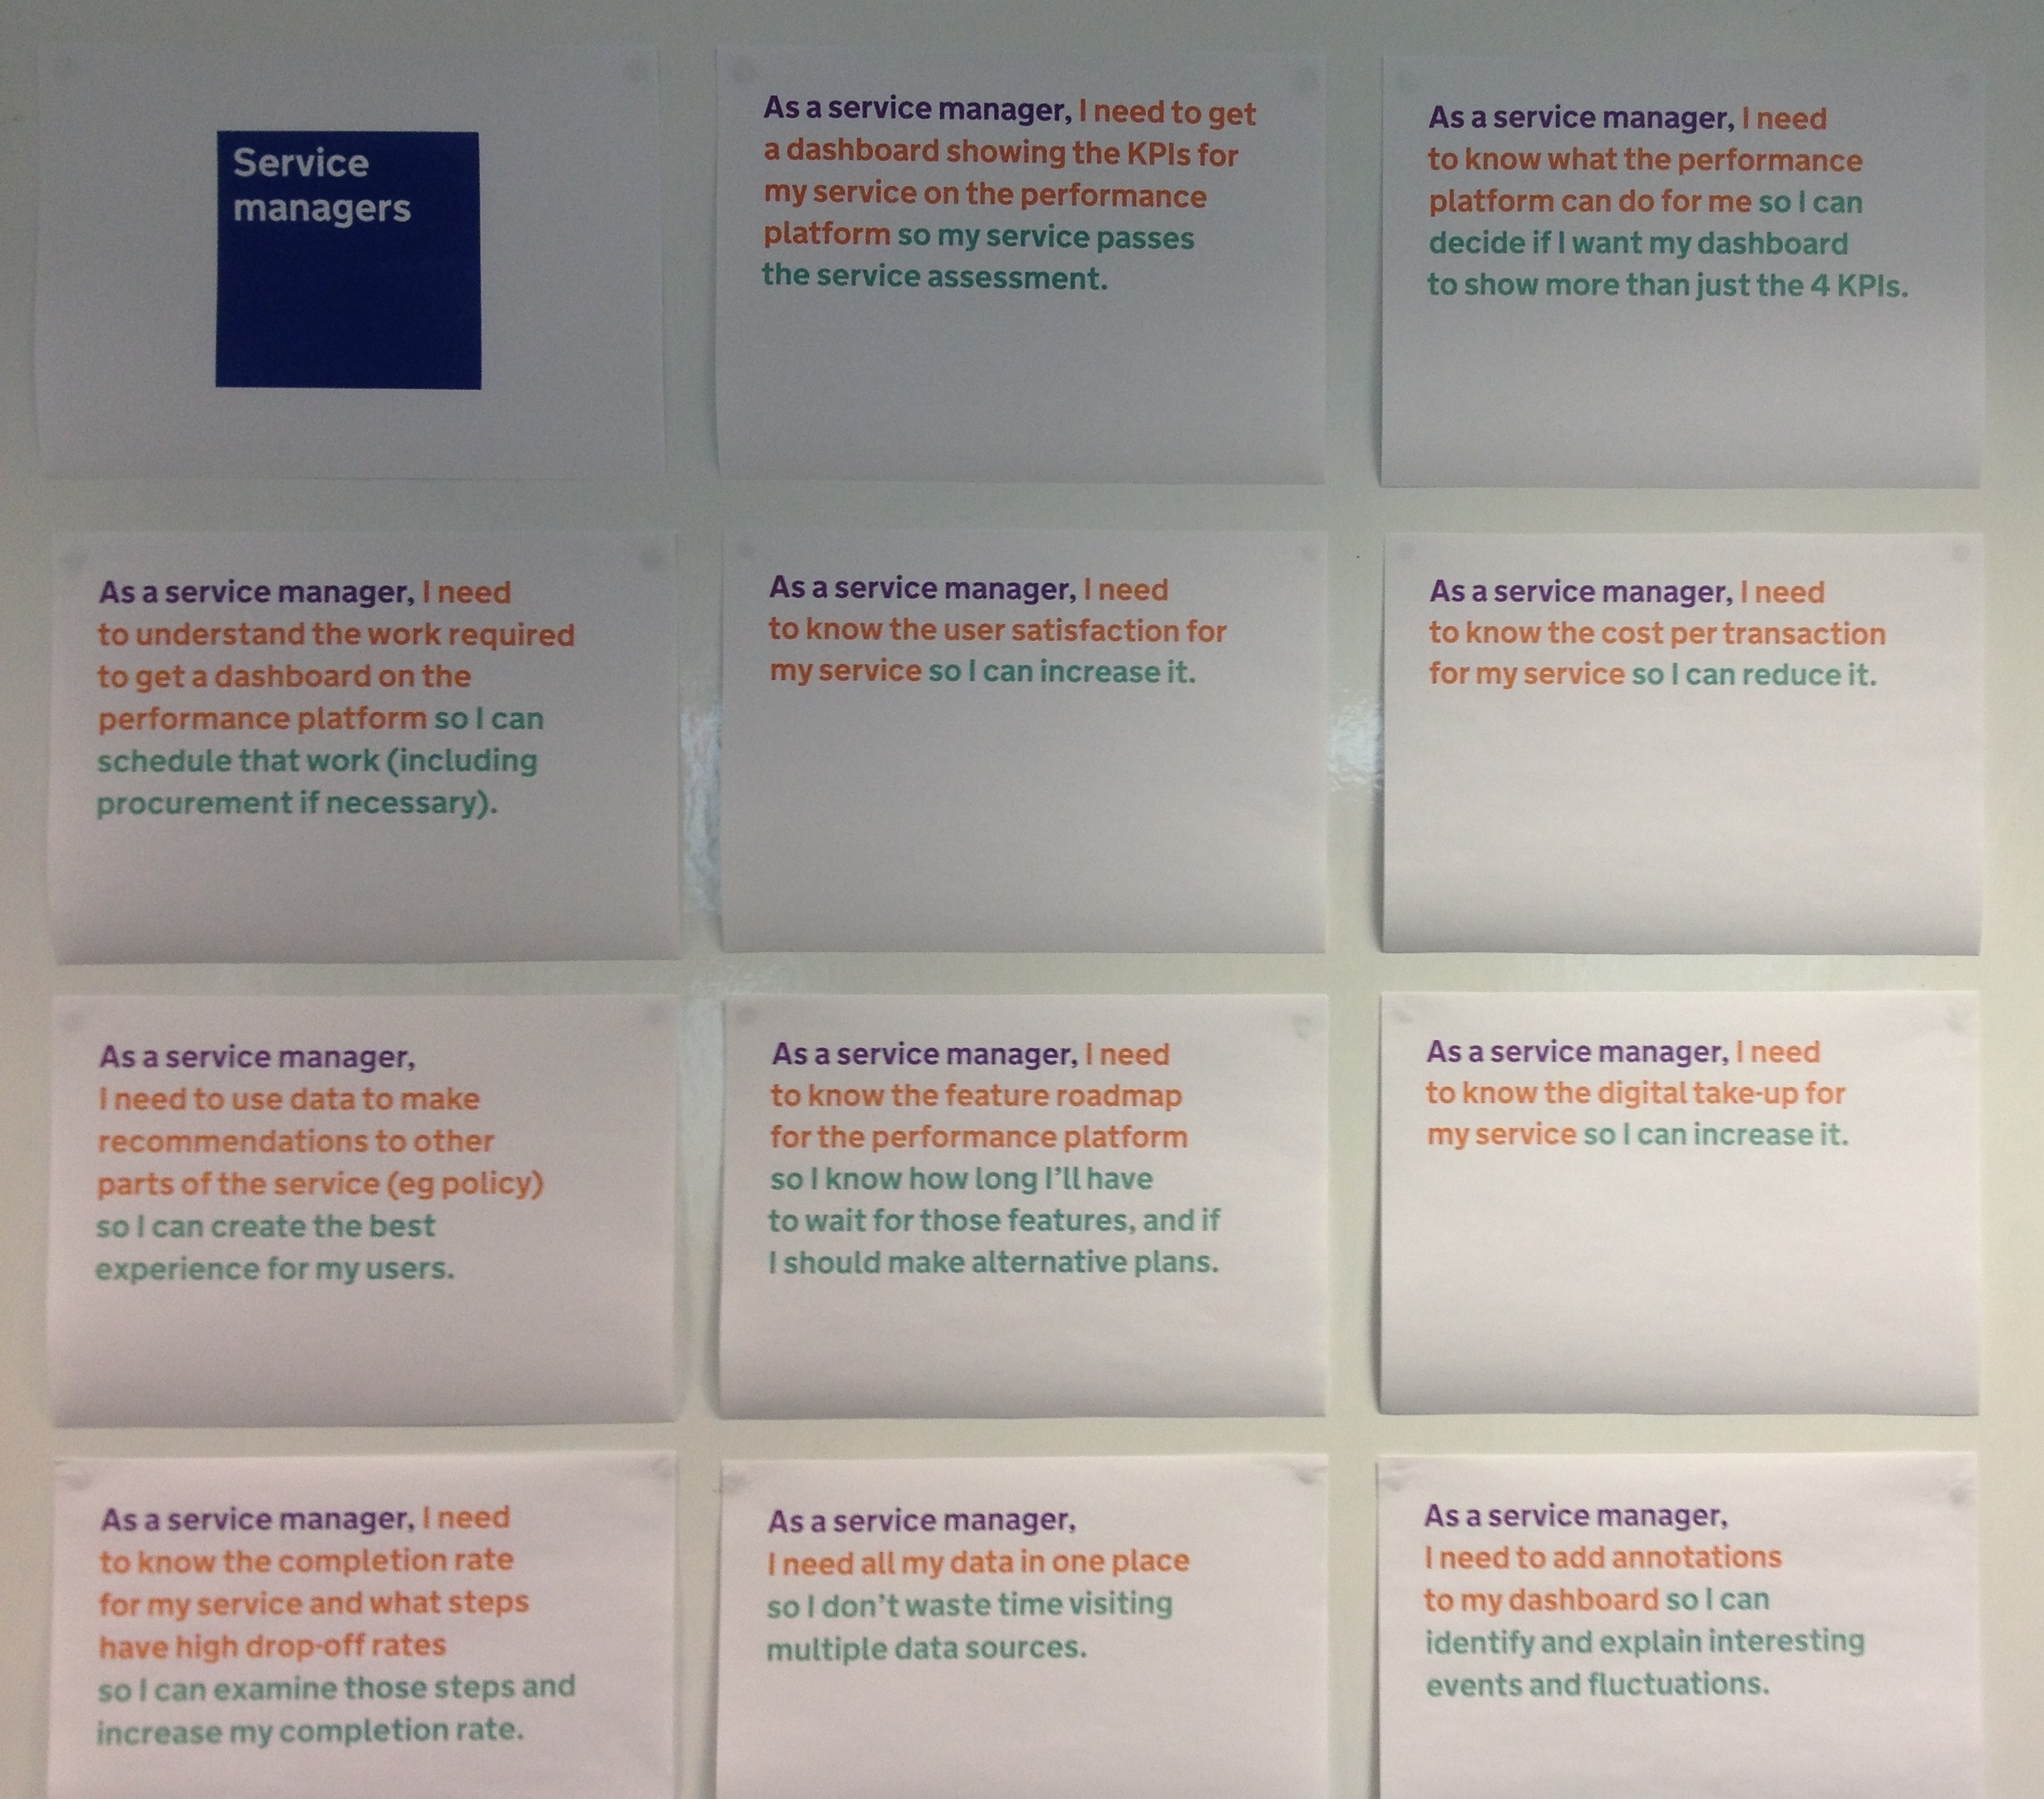 Service
managers
As a service manager, I need to get
a dashboard showing the KPIs for
my service on the performance
platform so my service passes
the service assessment.
As a service manager, I need
to know what the performance
platform can do for me so I can
decide if I want my dashboard
to show more than just the 4 KPIs.
As a service manager, I need
to understand the work required
to get a dashboard on the
performance platform so I can
schedule that work (including
procurement if necessary).
As a service manager, I need
to know the user satisfaction for
my service so I can increase it.
As a service manager, I need
to know the cost per transaction
for my service so I can reduce it.
As a service manager,
I need to use data to make
recommendations to other
parts of the service (eg policy)
so I can create the best
experience for my users.
As a service manager, I need
to know the feature roadmap
for the performance platform
so I know how long I’ll have
to wait for those features, and if
I should make alternative plans.
As a service manager, I need
to know the digital take-up for
my service so I can increase it.
As a service manager, I need
to know the completion rate
for my service and what steps
have high drop-off rates
so I can examine those steps and
increase my completion rate.
As a service manager,
I need all my data in one place
so I don’t waste time visiting
multiple data sources.
As a service manager,
I need to add annotations
to my dashboard so I can
identify and explain interesting
events and fluctuations.